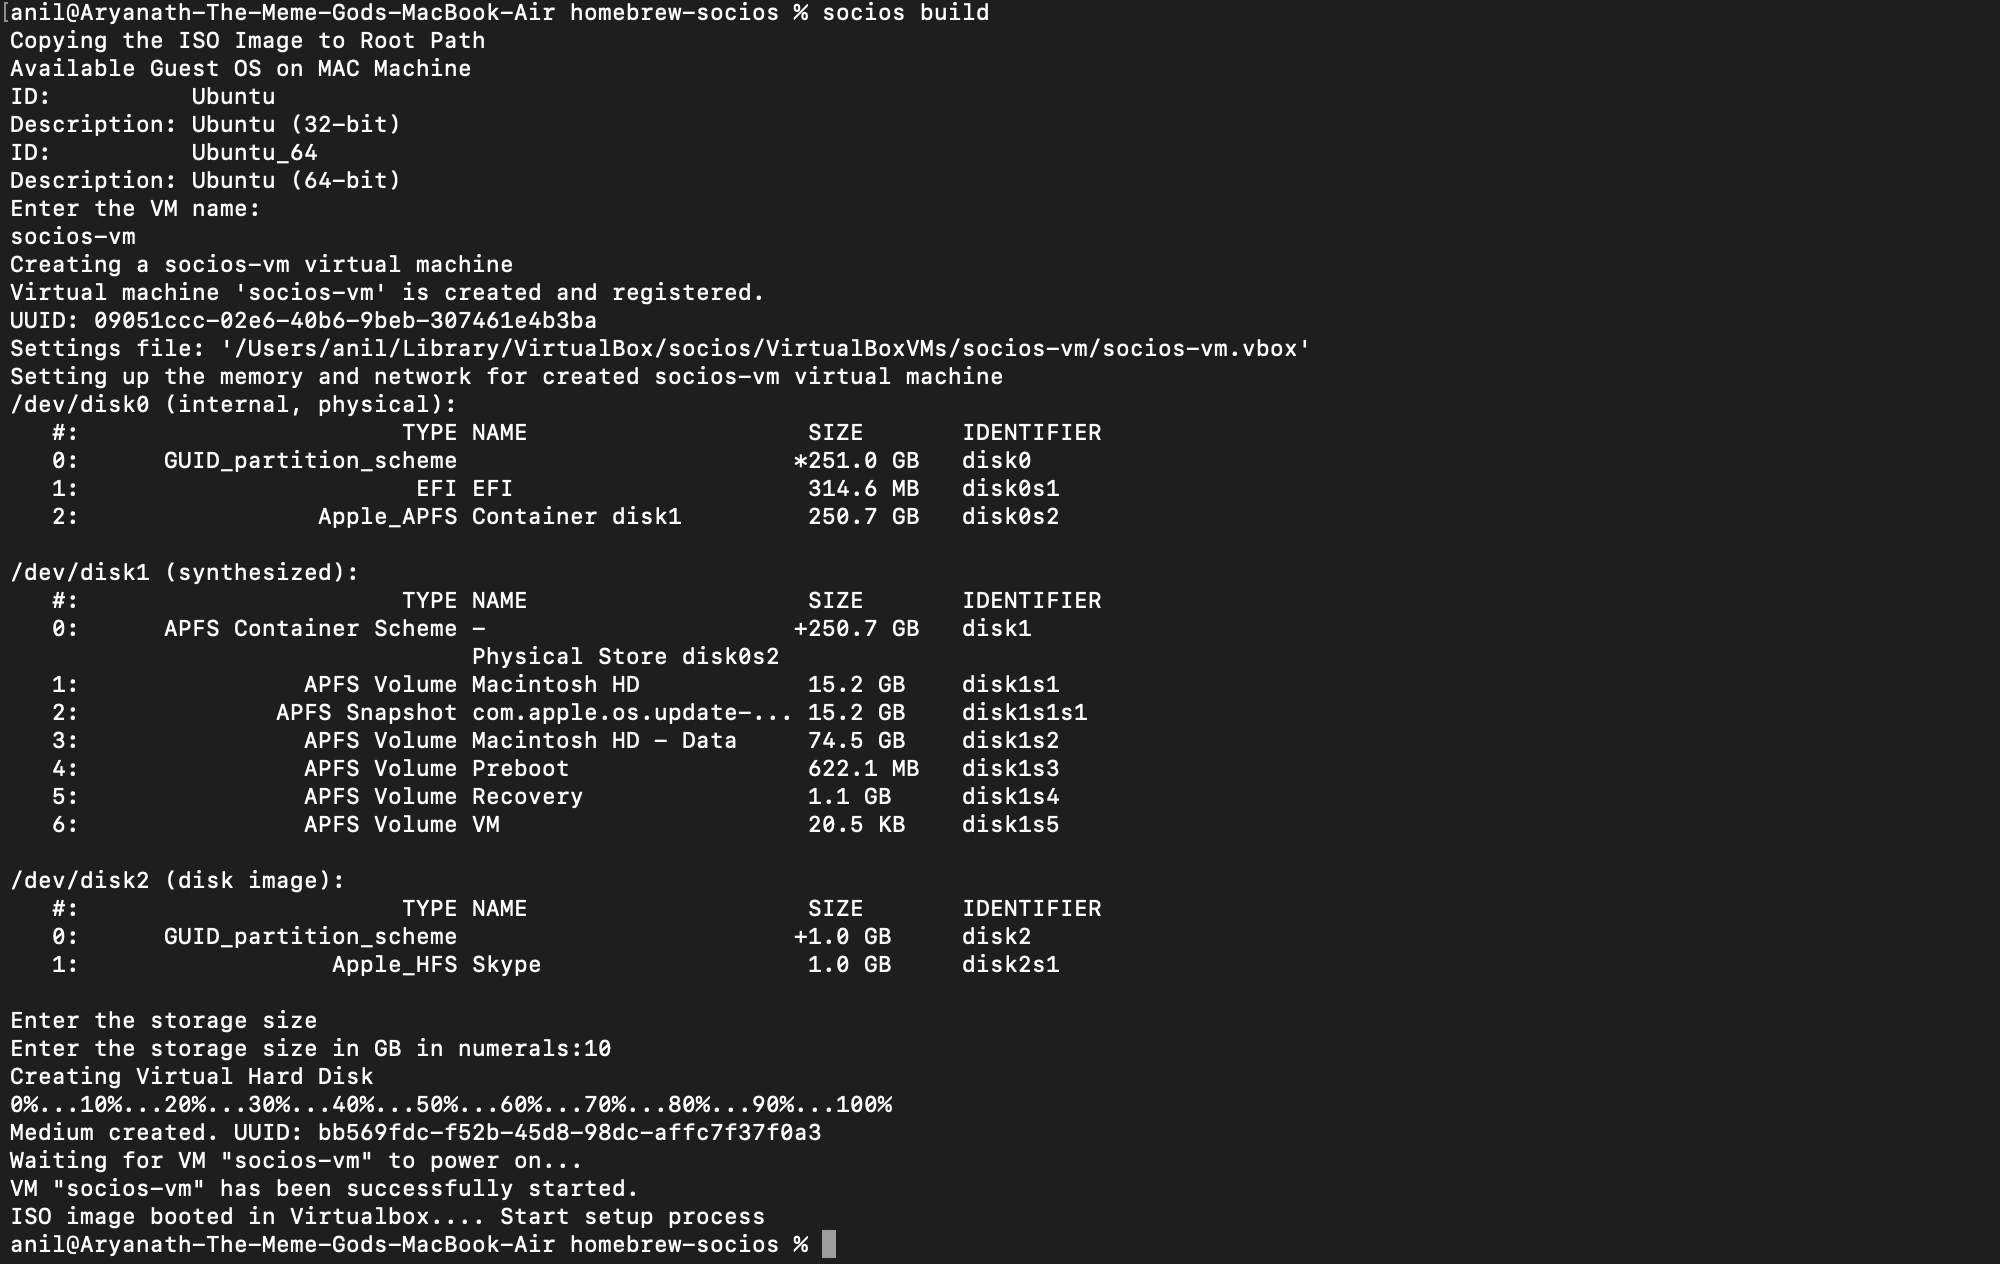 [anil@Aryanath-The-Meme-Gods-MacBook-Air homebrew-socios % socios build
Copying the ISO Image to Root Path
Available Guest OS on MAC Machine
ID:          Ubuntu
Description: Ubuntu (32-bit)
ID:          Ubuntu_64
Description: Ubuntu (64-bit)
Enter the VM name:
socios-vm
Creating a socios-vm virtual machine
Virtual machine 'socios-vm' is created and registered.
UUID: 09051ccc-02e6-40b6-9beb-307461e4b3ba
Settings file: '/Users/anil/Library/VirtualBox/socios/VirtualBoxVMs/socios-vm/socios-vm.vbox'
Setting up the memory and network for created socios-vm virtual machine
/dev/disk0 (internal, physical):
   #:                       TYPE NAME                    SIZE       IDENTIFIER
   0:      GUID_partition_scheme                        *251.0 GB   disk0
   1:                        EFI EFI                     314.6 MB   disk0s1
   2:                 Apple_APFS Container disk1         250.7 GB   disk0s2

/dev/disk1 (synthesized):
   #:                       TYPE NAME                    SIZE       IDENTIFIER
   0:      APFS Container Scheme -                      +250.7 GB   disk1
                                 Physical Store disk0s2
   1:                APFS Volume Macintosh HD            15.2 GB    disk1s1
   2:              APFS Snapshot com.apple.os.update-... 15.2 GB    disk1s1s1
   3:                APFS Volume Macintosh HD - Data     74.5 GB    disk1s2
   4:                APFS Volume Preboot                 622.1 MB   disk1s3
   5:                APFS Volume Recovery                1.1 GB     disk1s4
   6:                APFS Volume VM                      20.5 KB    disk1s5

/dev/disk2 (disk image):
   #:                       TYPE NAME                    SIZE       IDENTIFIER
   0:      GUID_partition_scheme                        +1.0 GB     disk2
   1:                  Apple_HFS Skype                   1.0 GB     disk2s1

Enter the storage size
Enter the storage size in GB in numerals:10
Creating Virtual Hard Disk
0%...10%...20%...30%...40%...50%...60%...70%...80%...90%...100%
Medium created. UUID: bb569fdc-f52b-45d8-98dc-affc7f37f0a3
Waiting for VM "socios-vm" to power on...
VM "socios-vm" has been successfully started.
ISO image booted in Virtualbox.... Start setup process
anil@Aryanath-The-Meme-Gods-MacBook-Air homebrew-socios %